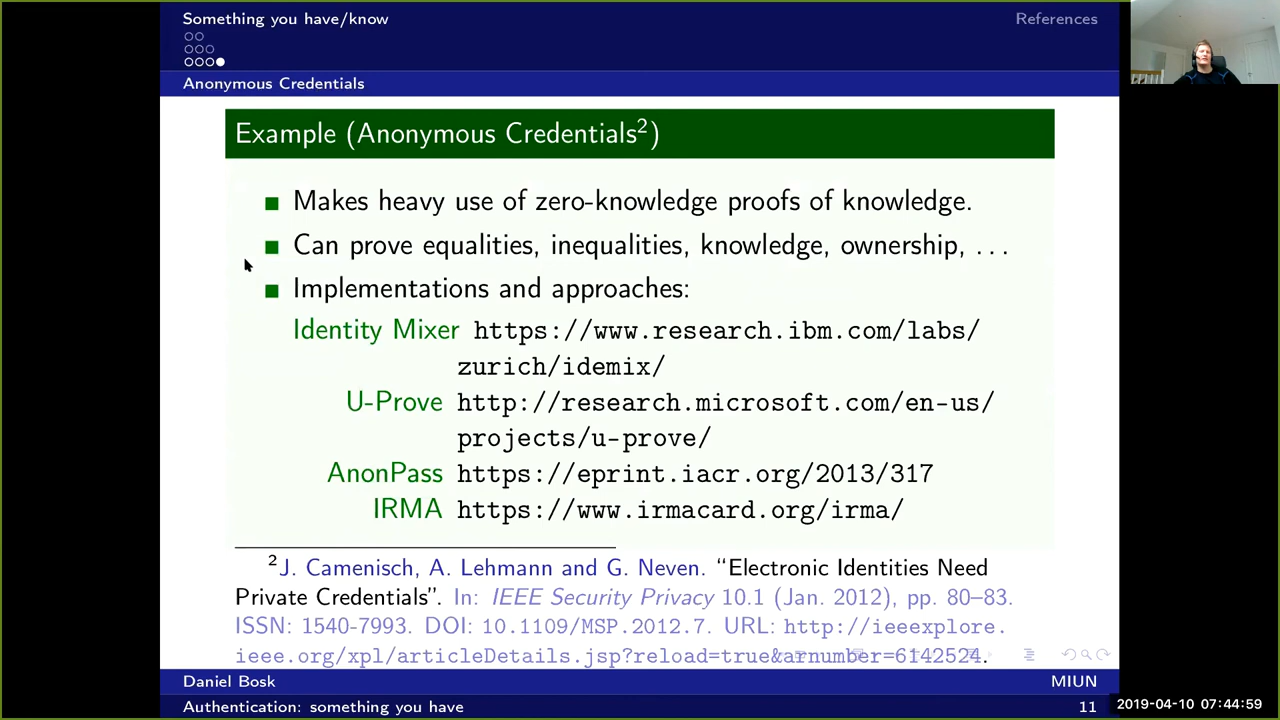 Something you have/know
References
Anonymous Credentials
Example (Anonymous Credentials²)
Makes heavy use of zero-knowledge proofs of knowledge.
Can prove equalities, inequalities, knowledge, ownership, ...
Implementations and approaches:
Identity Mixer https://www.research.ibm.com/labs/
zurich/idemix/
U-Prove http://research.microsoft.com/en-us/
projects/u-prove/
AnonPass https://eprint.iacr.org/2013/317
IRMA https://www.irmacard.org/irma/
²J. Camenisch, A. Lehmann and G. Neven. “Electronic Identities Need
Private Credentials”. In: IEEE Security Privacy 10.1 (Jan. 2012), pp. 80–83.
ISSN: 1540-7993. DOI: 10.1109/MSP.2012.7. URL: http://ieeexplore.
ieee.org/xpl/articleDetails.jsp?reload=true&arnumber=6142524.
Daniel Bosk
MIUN
Authentication: something you have
11
2019-04-10 07:44:59